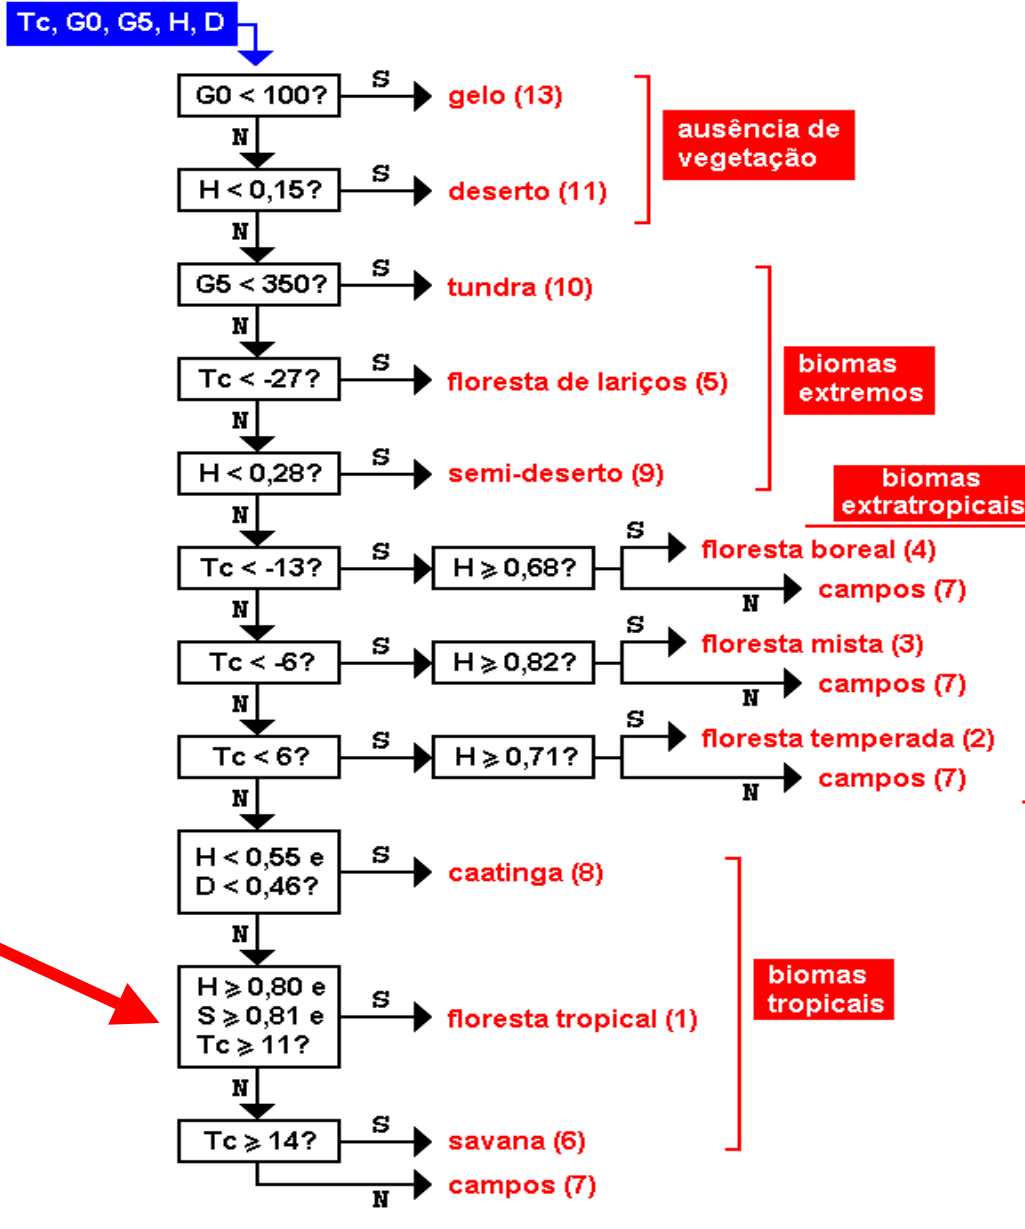 Tc, G0, G5, H, D
G0 < 100?
S
gelo (13)
N
ausência de
vegetação
H < 0,15?
S
deserto (11)
N
G5 < 350?
S
tundra (10)
N
Tc < -27?
S
floresta de lariços (5)
biomas
extremos
N
H < 0,28?
S
semi-deserto (9)
N
biomas
extratropicais
Tc < -13?
S
H ⩾ 0,68?
S
floresta boreal (4)
N
campos (7)
N
Tc < -6?
S
H ⩾ 0,82?
S
floresta mista (3)
N
campos (7)
N
Tc < 6?
S
H ⩾ 0,71?
S
floresta temperada (2)
N
campos (7)
N
H < 0,55 e
D < 0,46?
S
caatinga (8)
N
H ⩾ 0,80 e
S ⩾ 0,81 e
Tc ⩾ 11?
S
floresta tropical (1)
biomas
tropicais
N
Tc ⩾ 14?
S
savana (6)
N
campos (7)